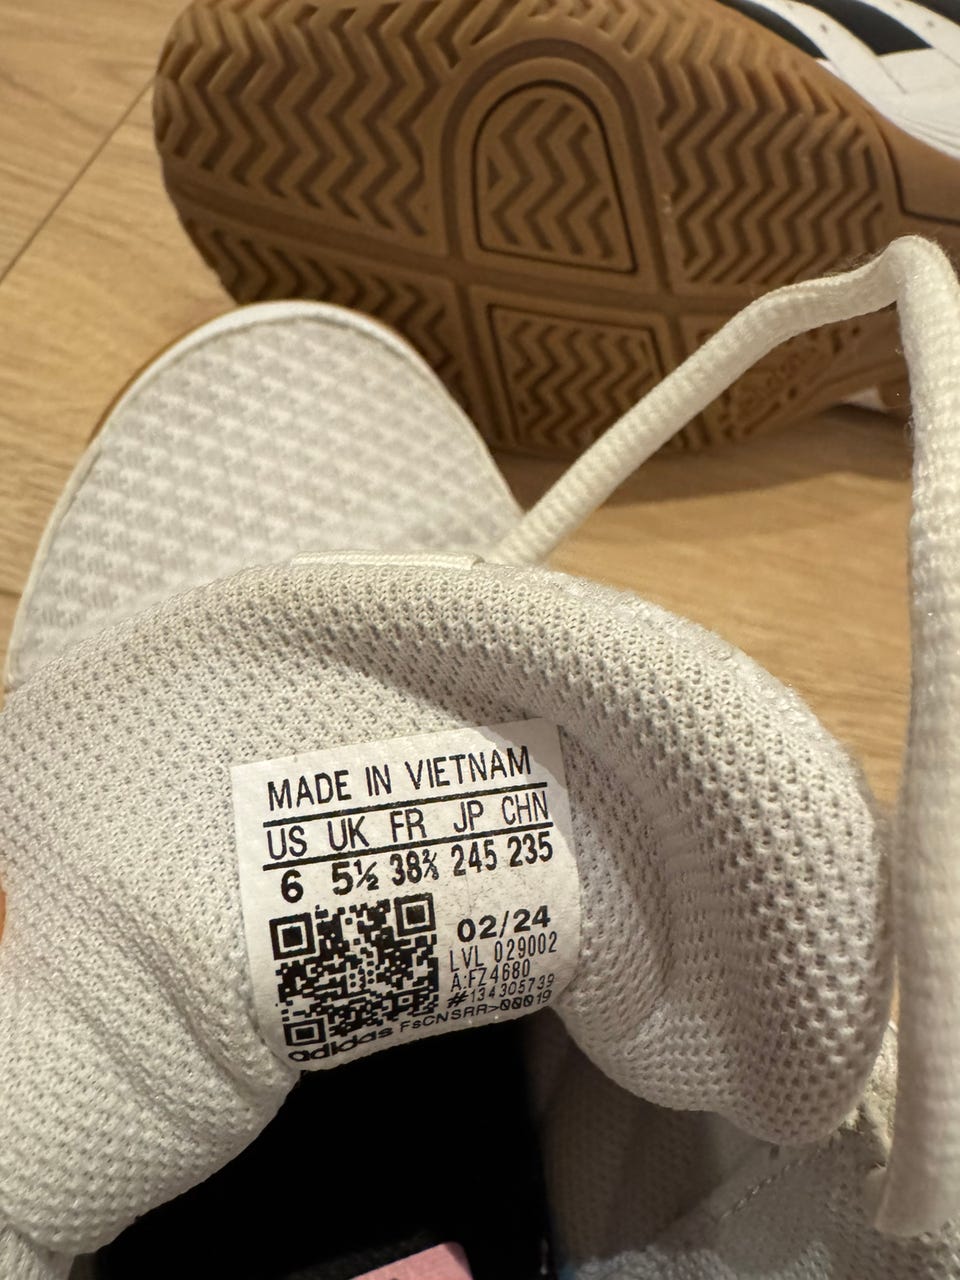 MADE IN VIETNAM
US UK FR JP CHN
6 5½ 38⅔ 245 235
02/24
LVL 029002
A:FZ4680
#134305739
FsCNSRR>00019
adidas